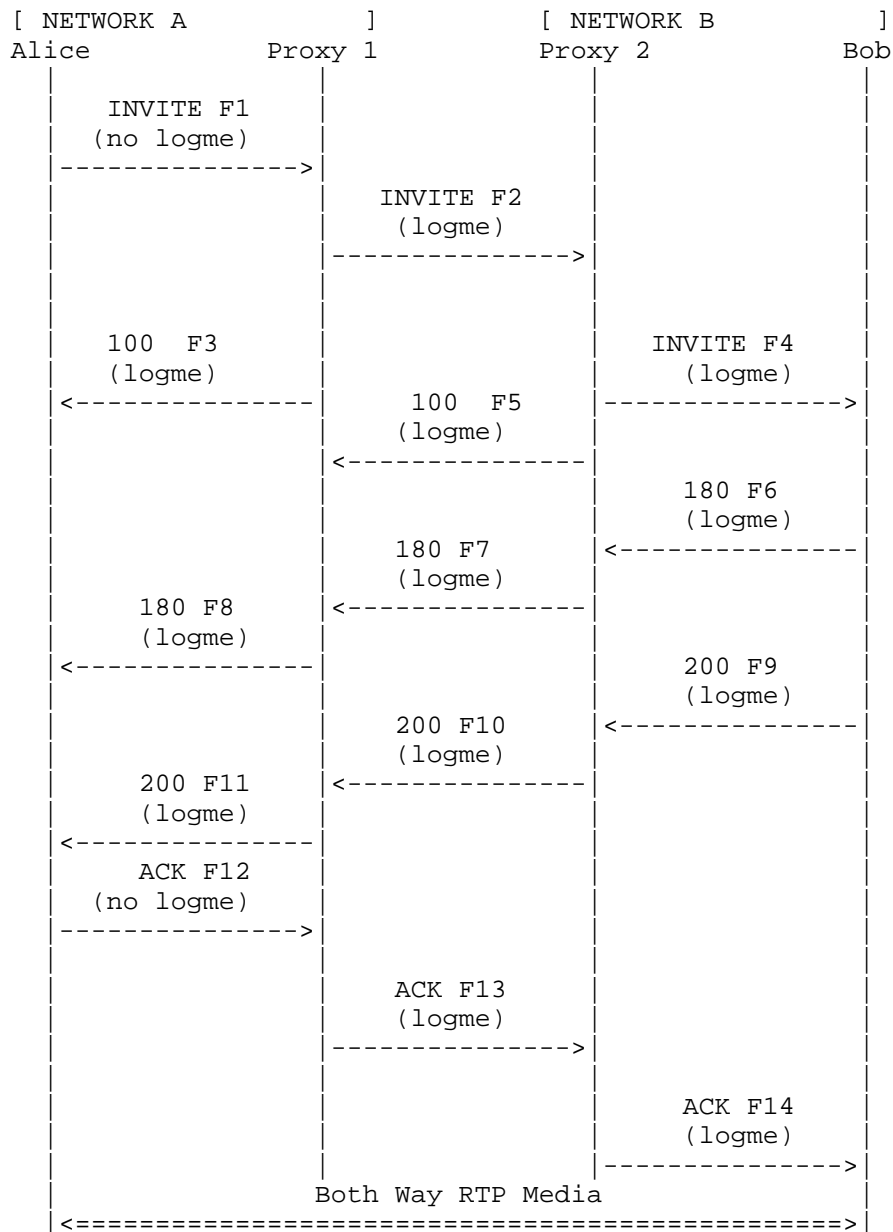 [ NETWORK A           ]          [ NETWORK B          ]
Alice           Proxy 1          Proxy 2            Bob
INVITE F1
(no logme)
--------------->
INVITE F2
(logme)
--------------->
100  F3                                  INVITE F4
(logme)                                  (logme)
<---------------     100  F5     --------------->
(logme)
<---------------
180 F6
(logme)
180 F7     <---------------
(logme)
180 F8     <---------------
(logme)
<---------------                         200 F9
(logme)
200 F10     <---------------
(logme)
200 F11     <---------------
(logme)
<---------------
ACK F12
(no logme)
--------------->
ACK F13
(logme)
--------------->
ACK F14
(logme)
--------------->
Both Way RTP Media
<================================================>